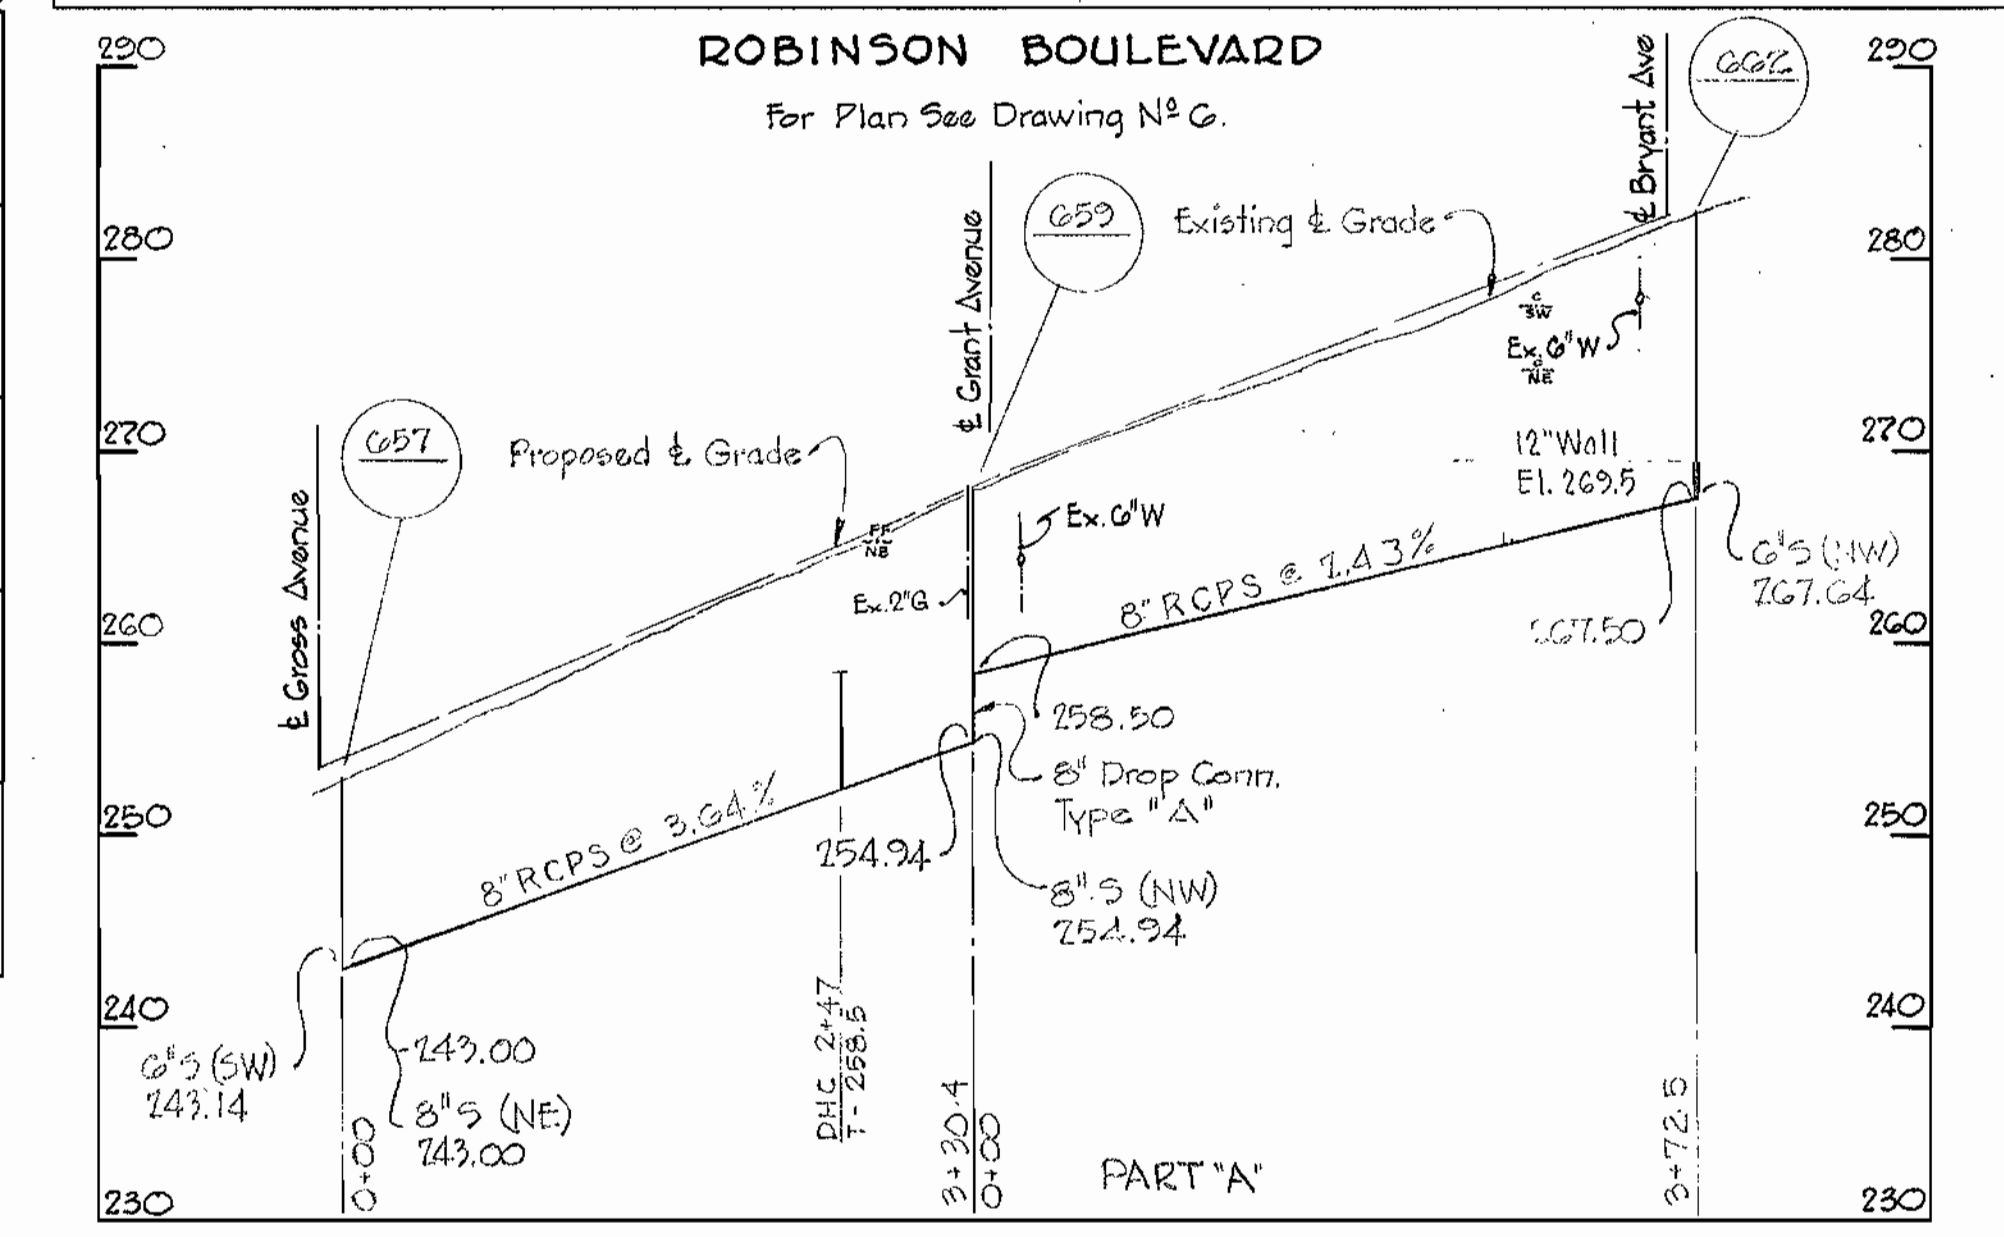 ROBINSON BOULEVARD
For Plan See Drawing Nº 6.
290
280
270
260
250
240
230
290
280
270
260
250
240
230
657
659
662
℄ Gross Avenue
℄ Grant Avenue
℄ Bryant Ave
Proposed ℄ Grade
Existing ℄ Grade
FF
NE
C
SW
Ex. 6"W
C
NE
Ex. 6"W
Ex. 2"G
12" Wall
El. 269.5
8" RCPS @ 3.64%
8" RCPS @ 2.43%
6"S (NW)
267.64
267.50
258.50
8" Drop Conn.
Type "A"
254.94
8" S (NW)
254.94
6"S (SW)
243.14
243.00
8"S (NE)
243.00
DHC 2+47
T- 258.5
0+00
3+30.4
0+00
3+72.5
PART "A"